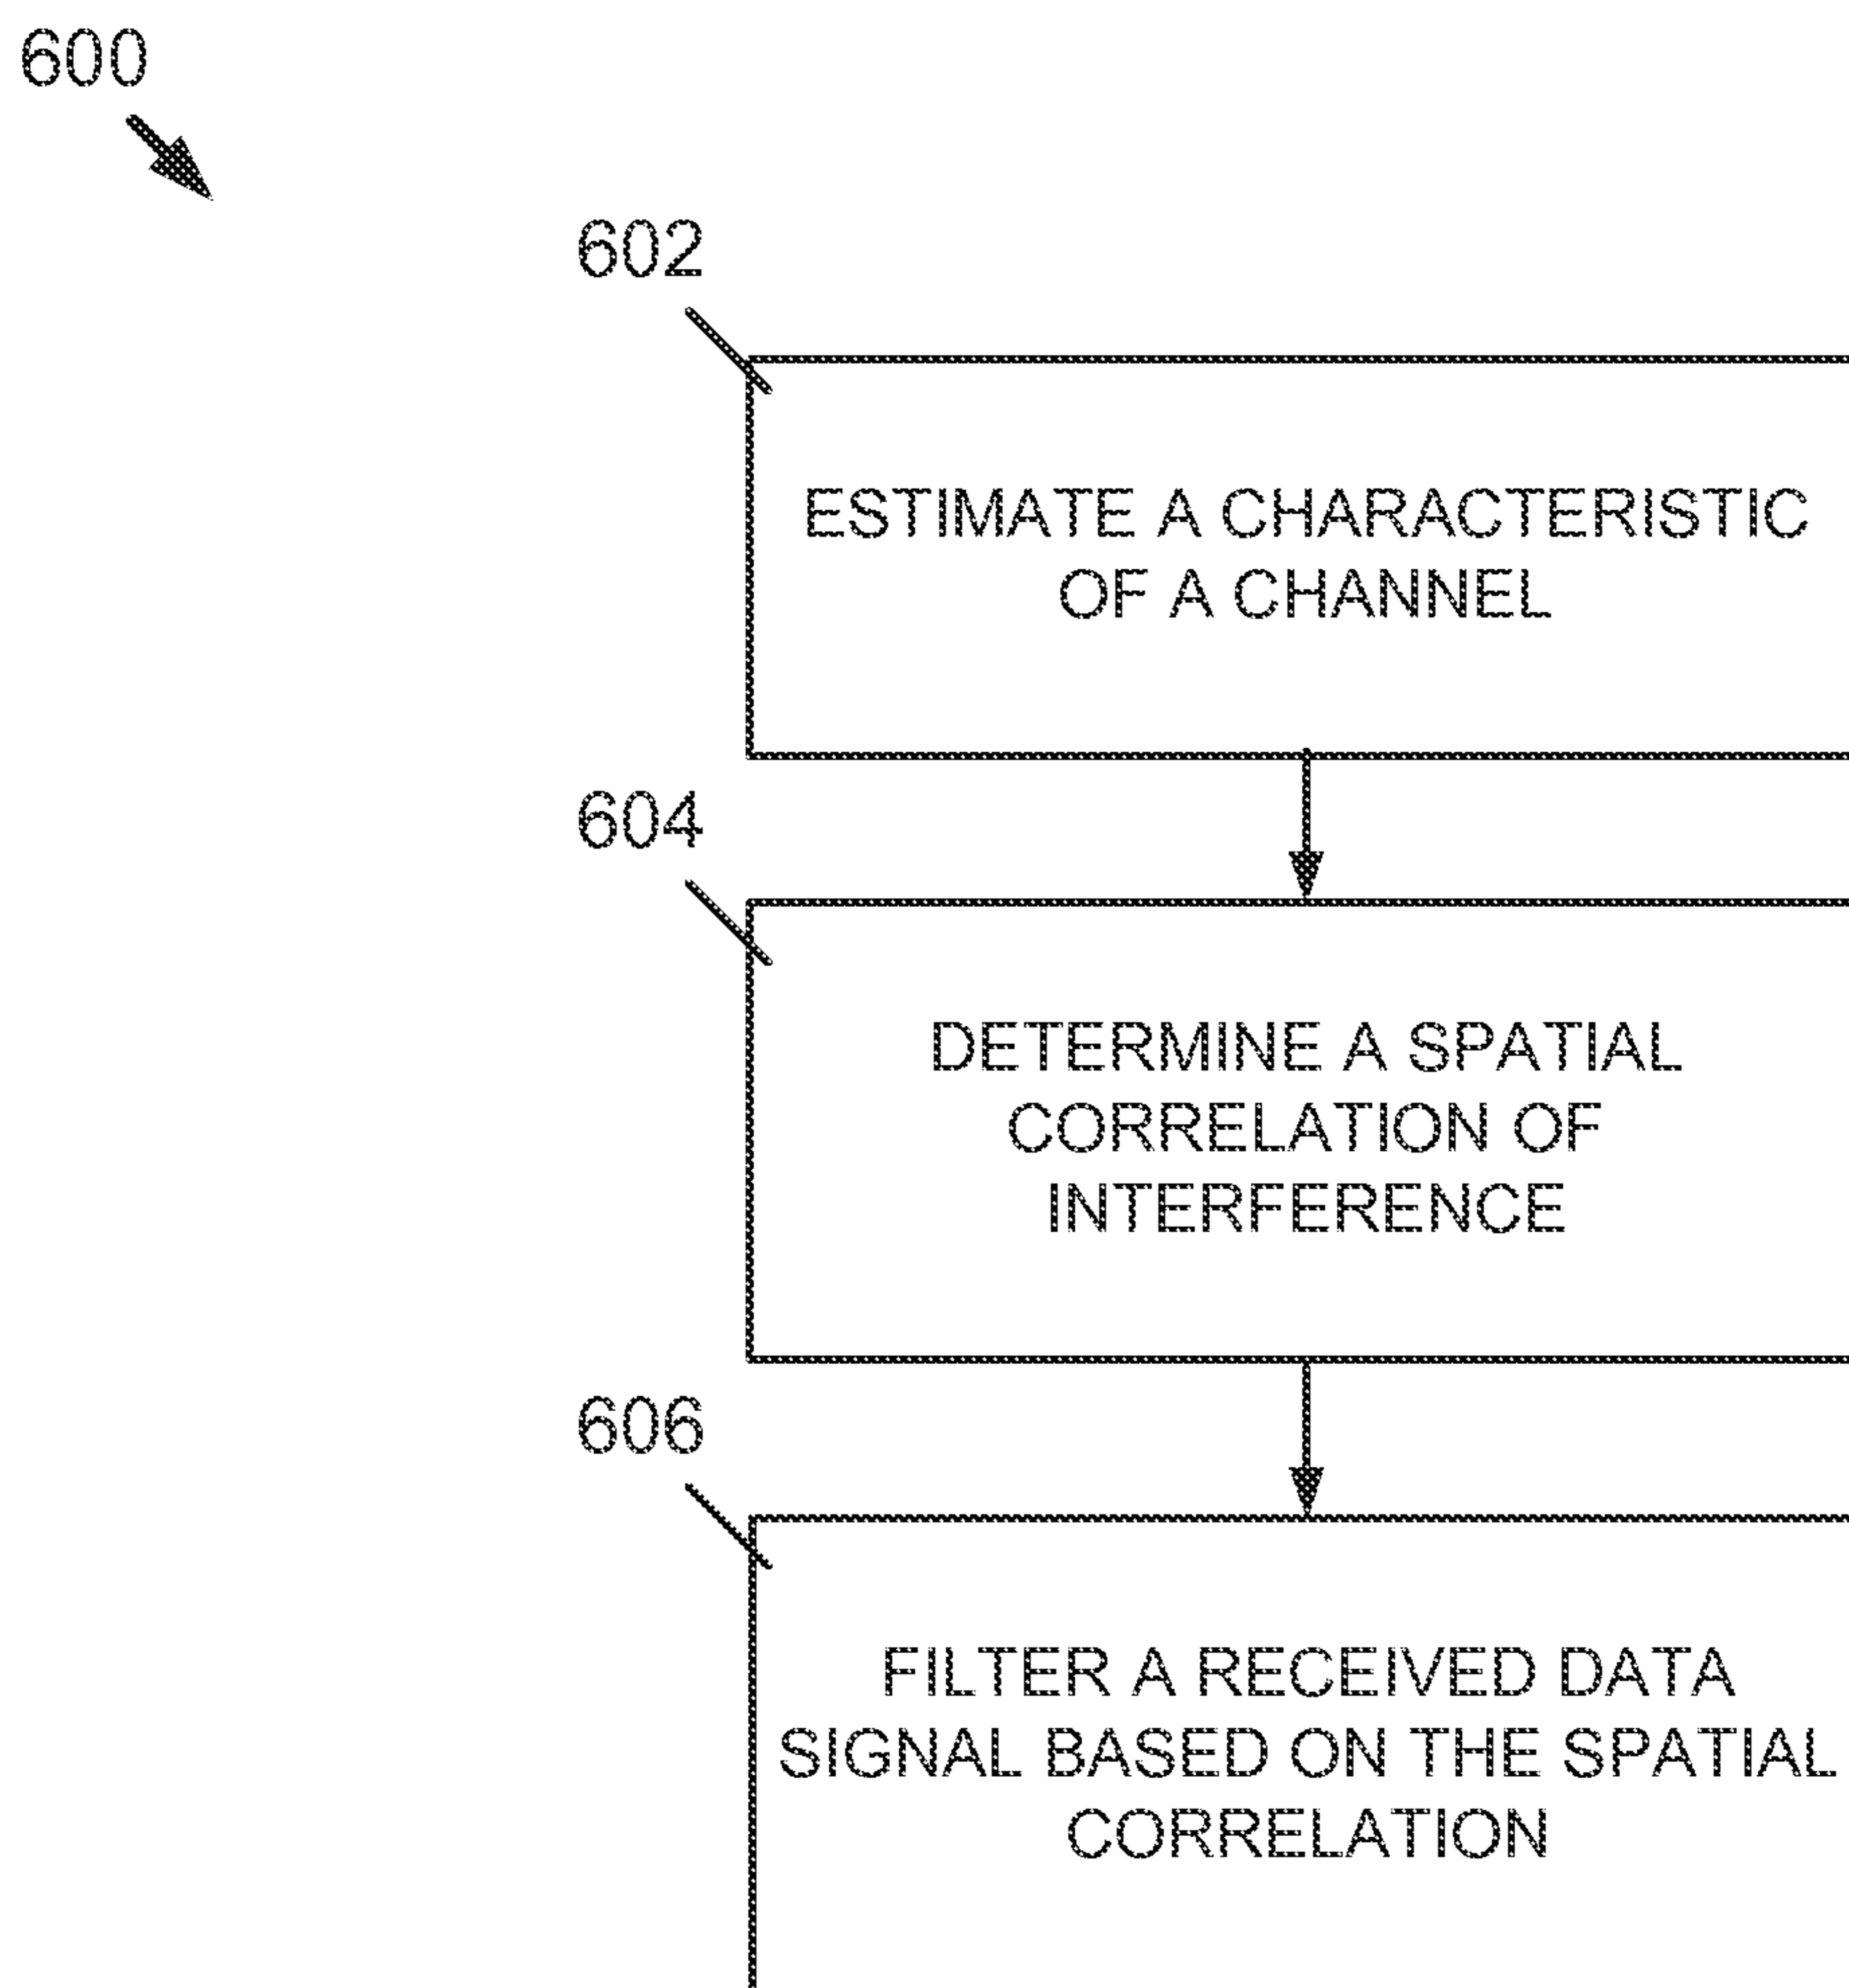 600
602
ESTIMATE A CHARACTERISTIC
OF A CHANNEL
604
DETERMINE A SPATIAL
CORRELATION OF
INTERFERENCE
606
FILTER A RECEIVED DATA
SIGNAL BASED ON THE SPATIAL
CORRELATION